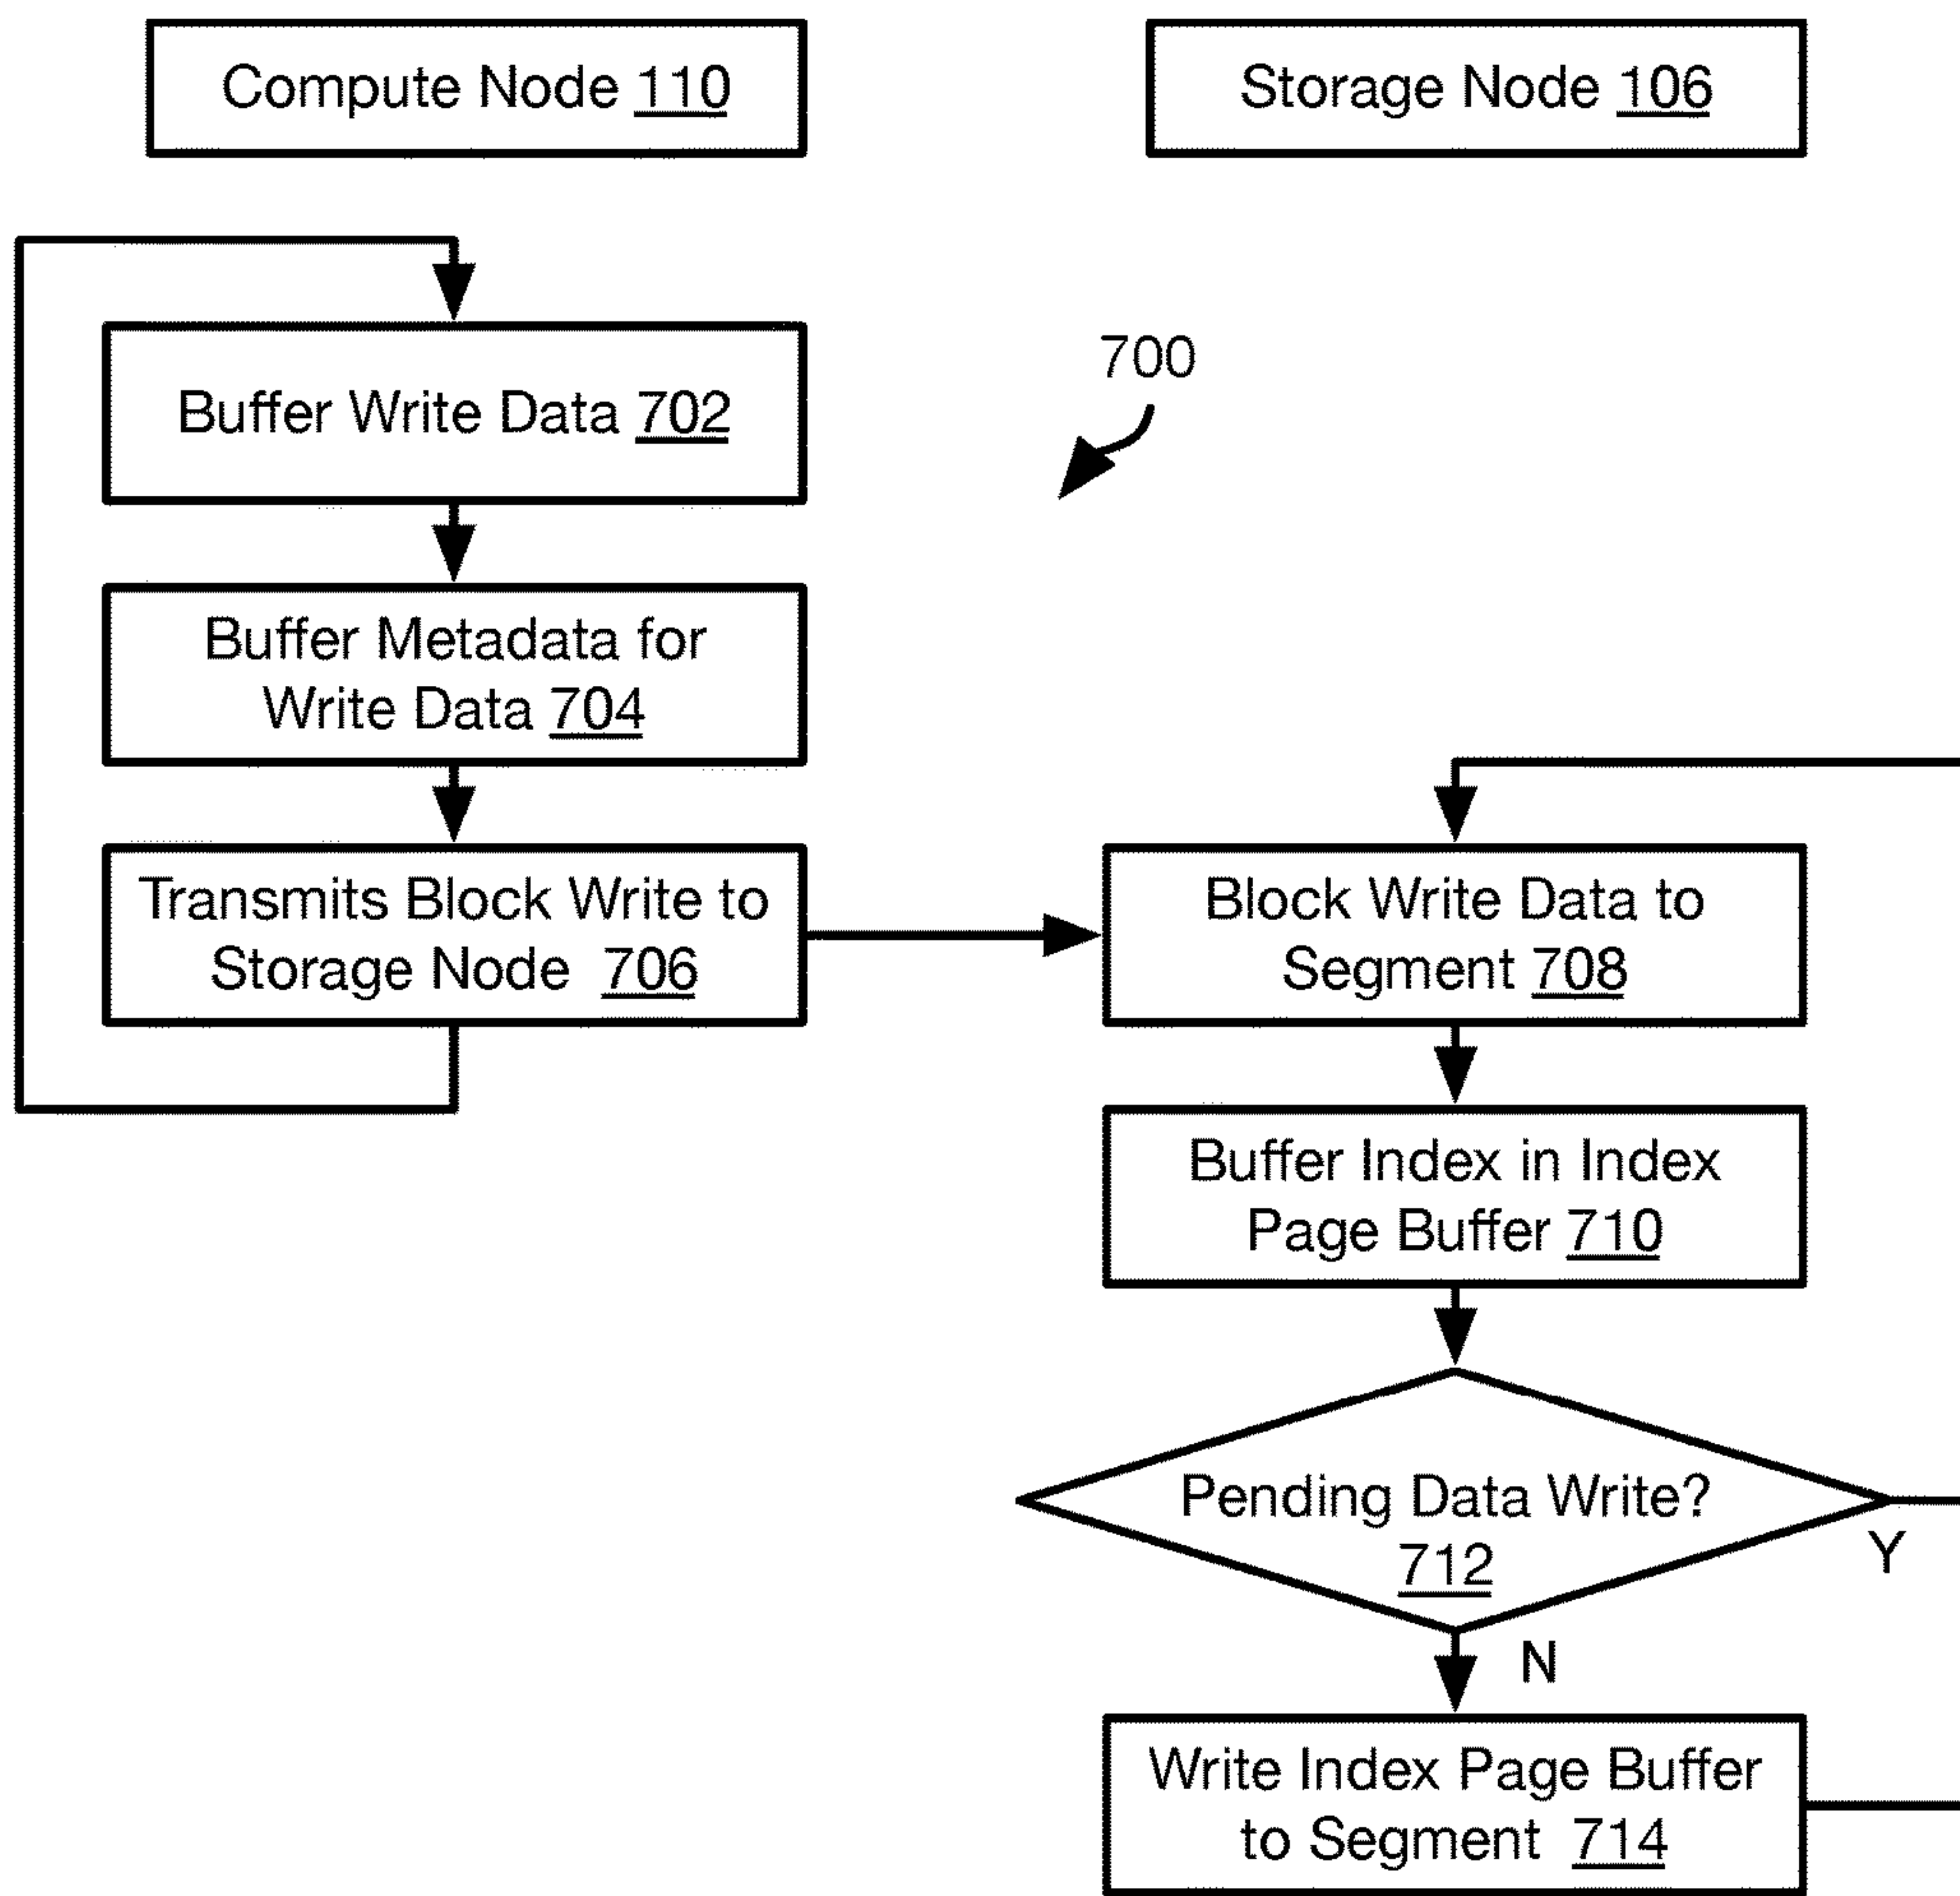 Compute Node 110
Storage Node 106
700
Buffer Write Data 702
Buffer Metadata for
Write Data 704
Transmits Block Write to
Storage Node 706
Block Write Data to
Segment 708
Buffer Index in Index
Page Buffer 710
Pending Data Write?
712
Y
N
Write Index Page Buffer
to Segment 714